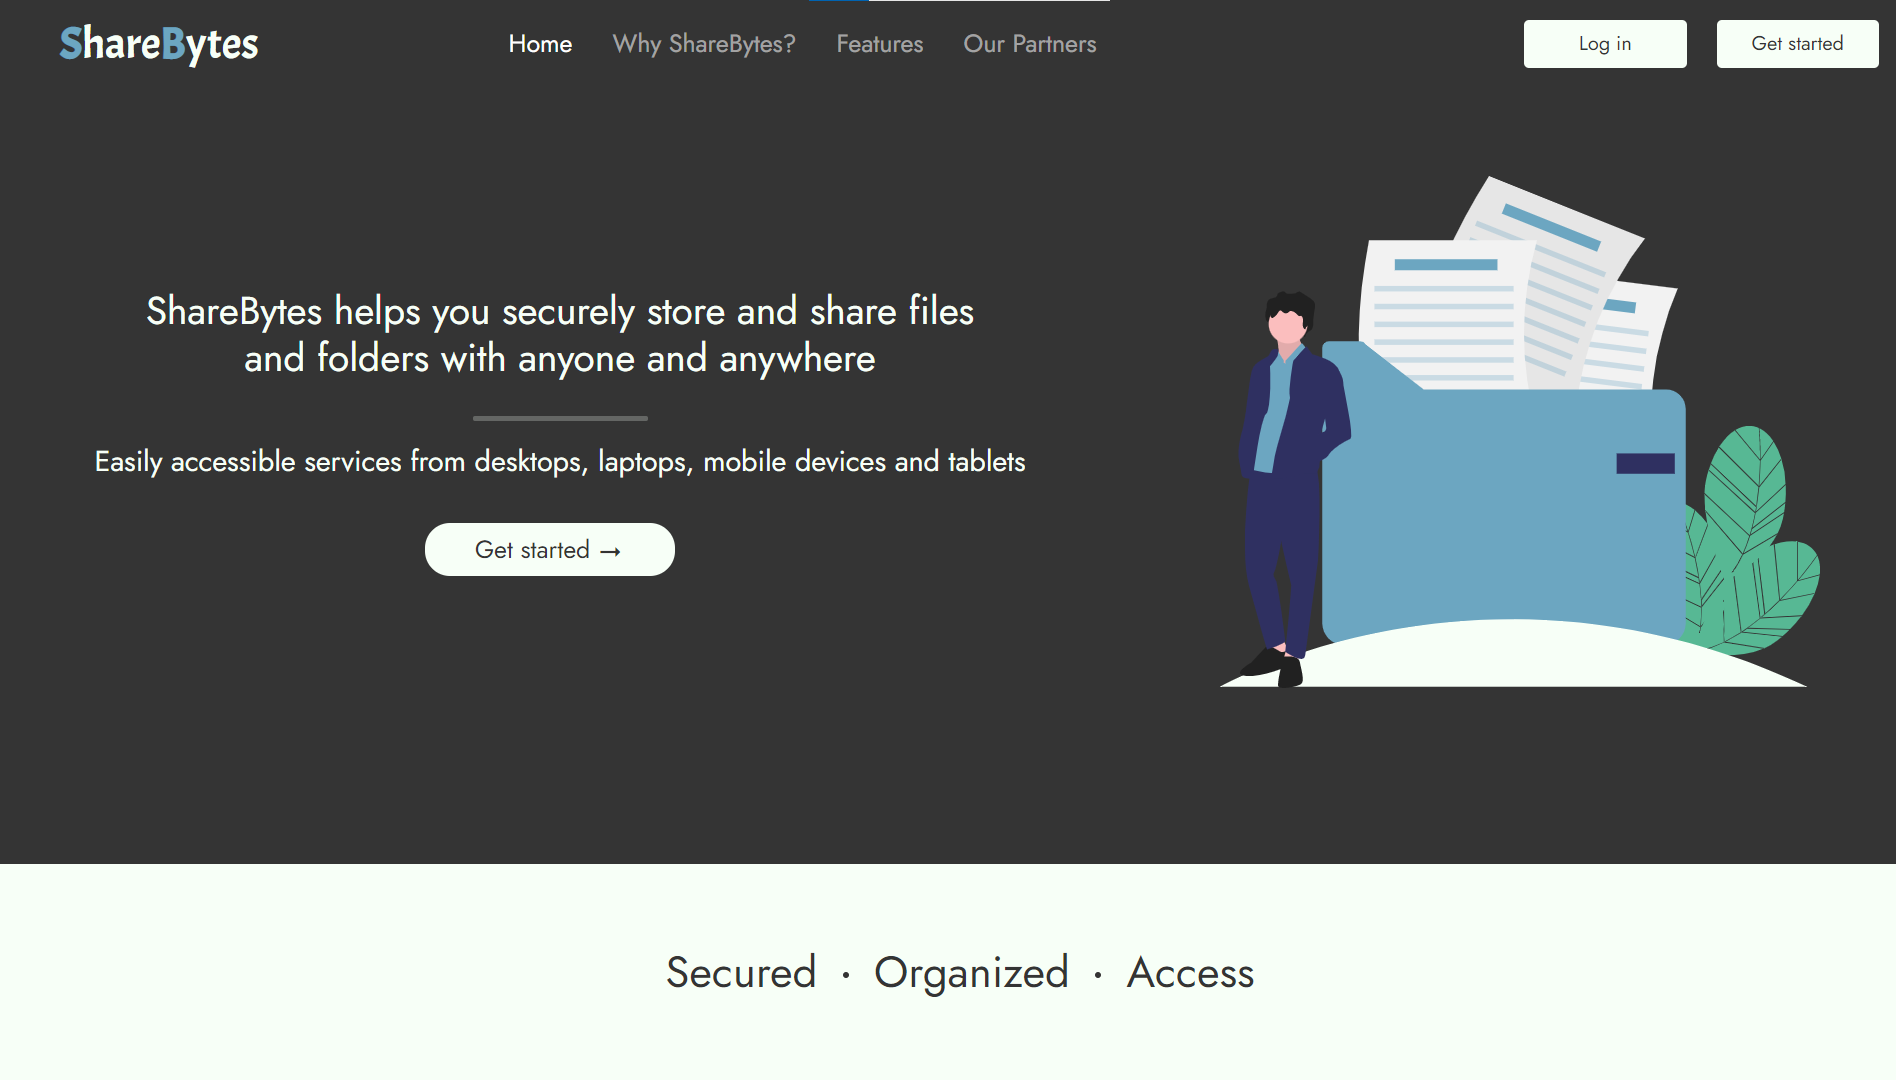 ShareBytes
Home Why ShareBytes? Features Our Partners
Log in Get started
ShareBytes helps you securely store and share files
and folders with anyone and anywhere
Easily accessible services from desktops, laptops, mobile devices and tablets
Get started →
Secured · Organized · Access